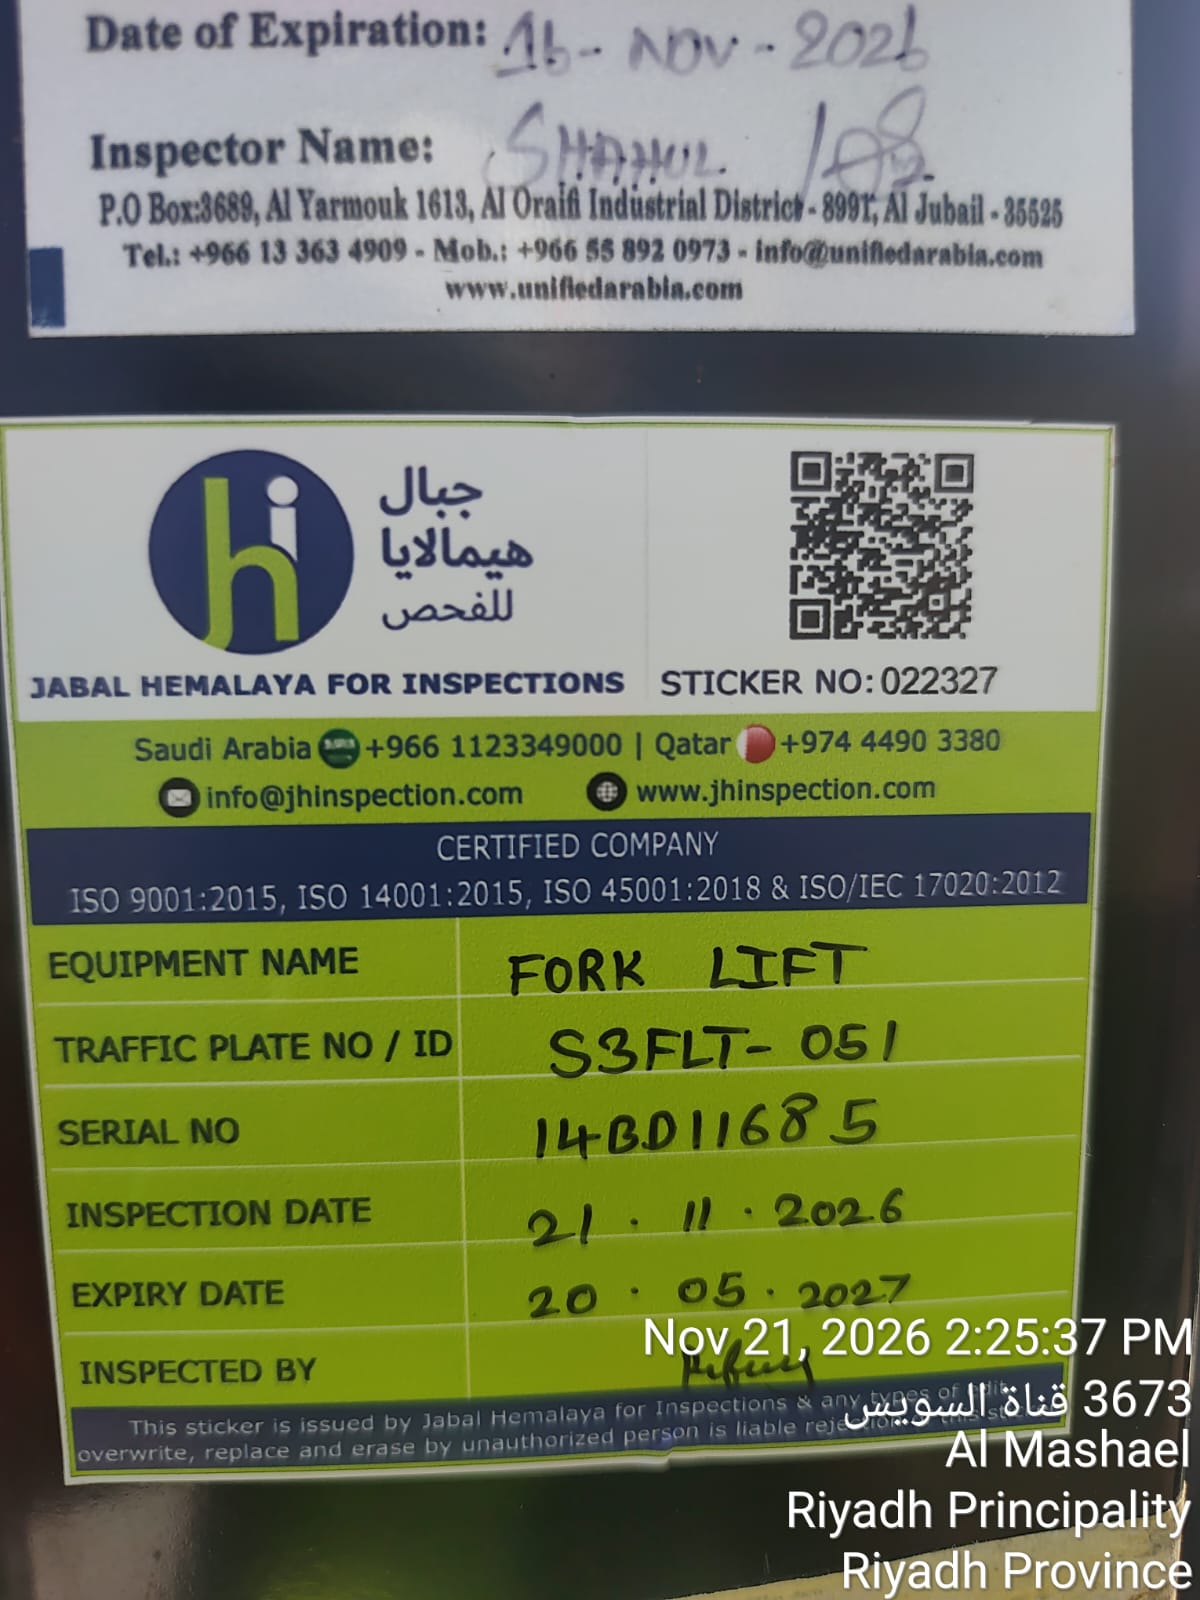 Date of Expiration: 16 - NOV - 2026
Inspector Name: SHAHUL 108
P.O Box:3689, Al Yarmouk 1613, Al Oraifi Industrial District - 8991, Al Jubail - 35525
Tel.: +966 13 363 4909 - Mob.: +966 55 892 0973 - info@unifiedarabia.com
www.unifiedarabia.com
hi
جبال
هيمالايا
للفحص
JABAL HEMALAYA FOR INSPECTIONS
STICKER NO: 022327
Saudi Arabia +966 1123349000 | Qatar +974 4490 3380
info@jhinspection.com www.jhinspection.com
CERTIFIED COMPANY
ISO 9001:2015, ISO 14001:2015, ISO 45001:2018 & ISO/IEC 17020:2012
EQUIPMENT NAME FORK LIFT
TRAFFIC PLATE NO / ID S3FLT- 051
SERIAL NO 14BD11685
INSPECTION DATE 21 . 11 . 2026
EXPIRY DATE 20 . 05 . 2027
INSPECTED BY
This sticker is issued by Jabal Hemalaya for Inspections & any types of edit,
overwrite, replace and erase by unauthorized person is liable
Nov 21, 2026 2:25:37 PM
3673 قناة السويس
Al Mashael
Riyadh Principality
Riyadh Province